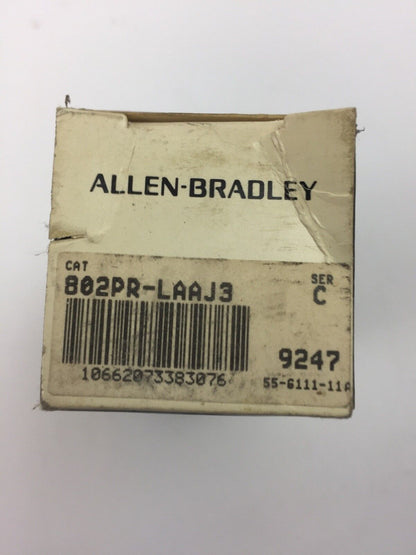 ALLEN-BRADLEY
CAT
802PR-LAAJ3
SER
C
10662073383076
9247
55-6111-11A